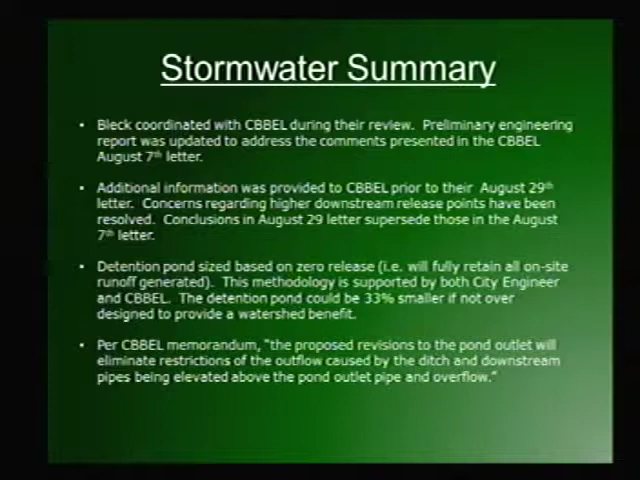 Stormwater Summary
• Bleck coordinated with CBBEL during their review. Preliminary engineering
report was updated to address the comments presented in the CBBEL
August 7th letter.
• Additional information was provided to CBBEL prior to their August 29th
letter. Concerns regarding higher downstream release points have been
resolved. Conclusions in August 29 letter supersede those in the August
7th letter.
• Detention pond sized based on zero release (i.e. will fully retain all on-site
runoff generated). This methodology is supported by both City Engineer
and CBBEL. The detention pond could be 33% smaller if not over
designed to provide a watershed benefit.
• Per CBBEL memorandum, "the proposed revisions to the pond outlet will
eliminate restrictions of the outflow caused by the ditch and downstream
pipes being elevated above the pond outlet pipe and overflow."